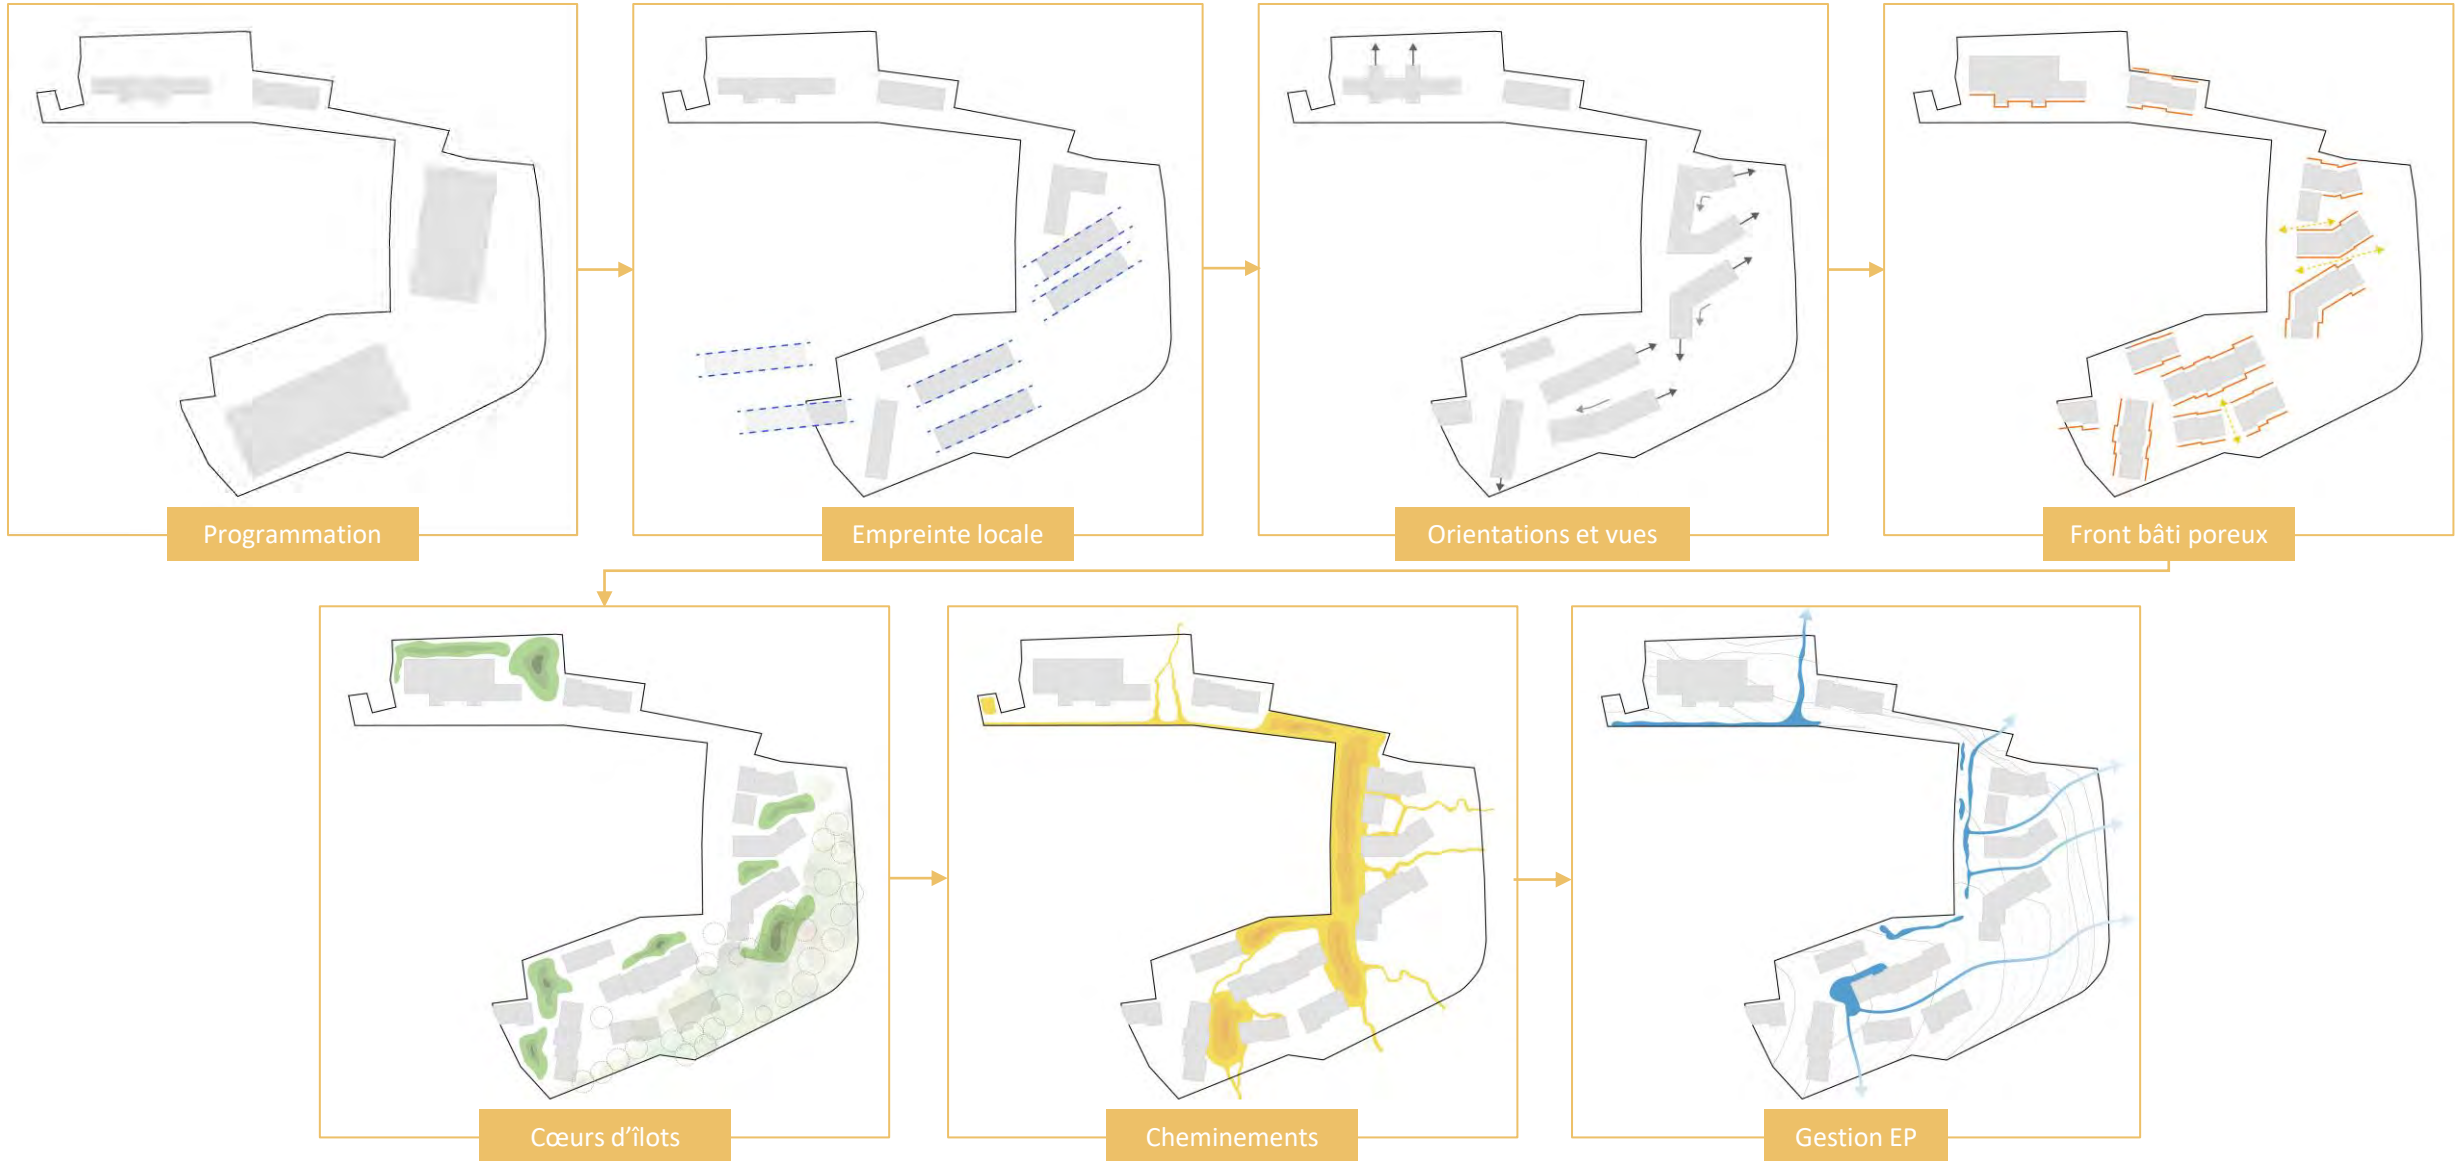 Programmation
Empreinte locale
Orientations et vues
Front bâti poreux
Cœurs d'îlots
Cheminements
Gestion EP